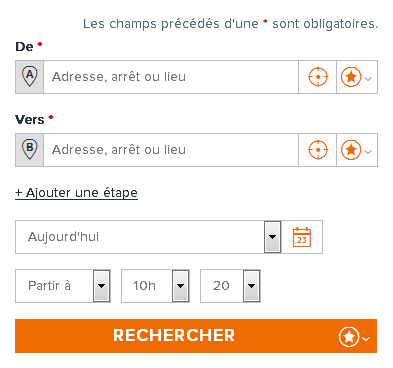 Les champs précédés d'une * sont obligatoires.
De *
A Adresse, arrêt ou lieu
Vers *
B Adresse, arrêt ou lieu
+ Ajouter une étape
Aujourd'hui 23
Partir à 10h 20
RECHERCHER